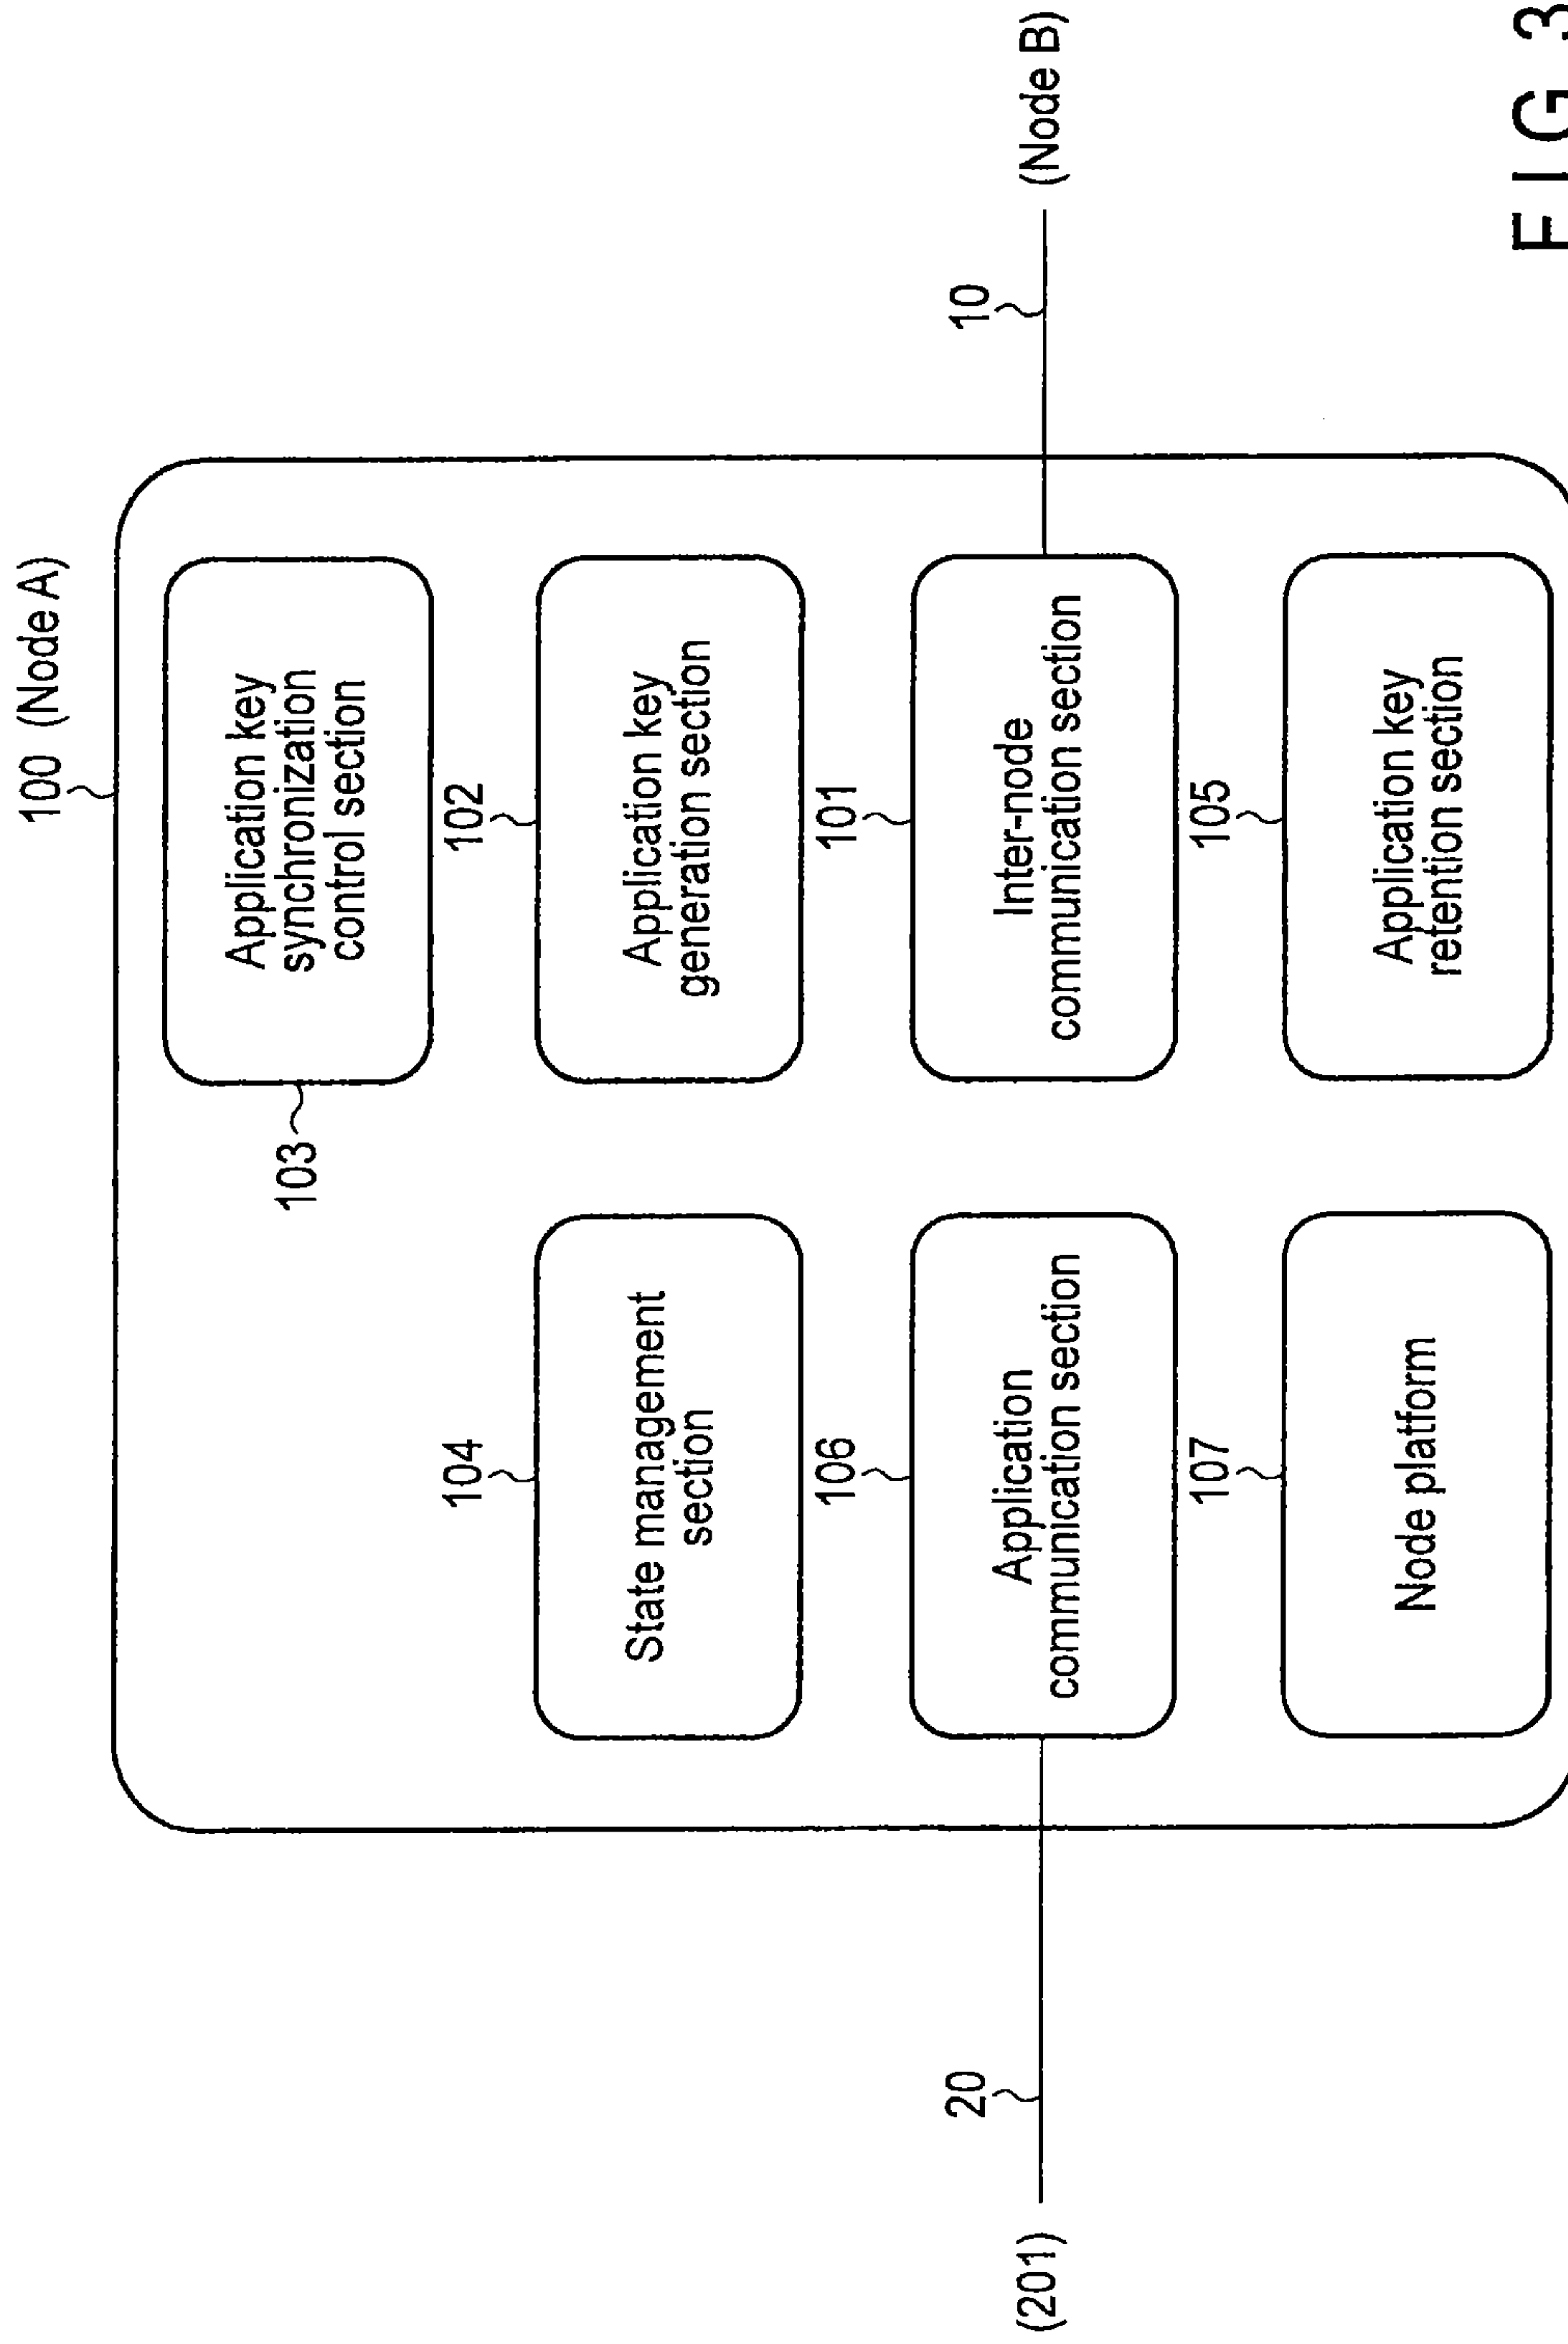 100 (Node A)
103
Application key
synchronization
control section
104
State management
section
102
Application key
generation section
106
Application
communication section
101
Inter-node
communication section
20
(201)
10
(Node B)
107
Node platform
105
Application key
retention section
F I G. 3